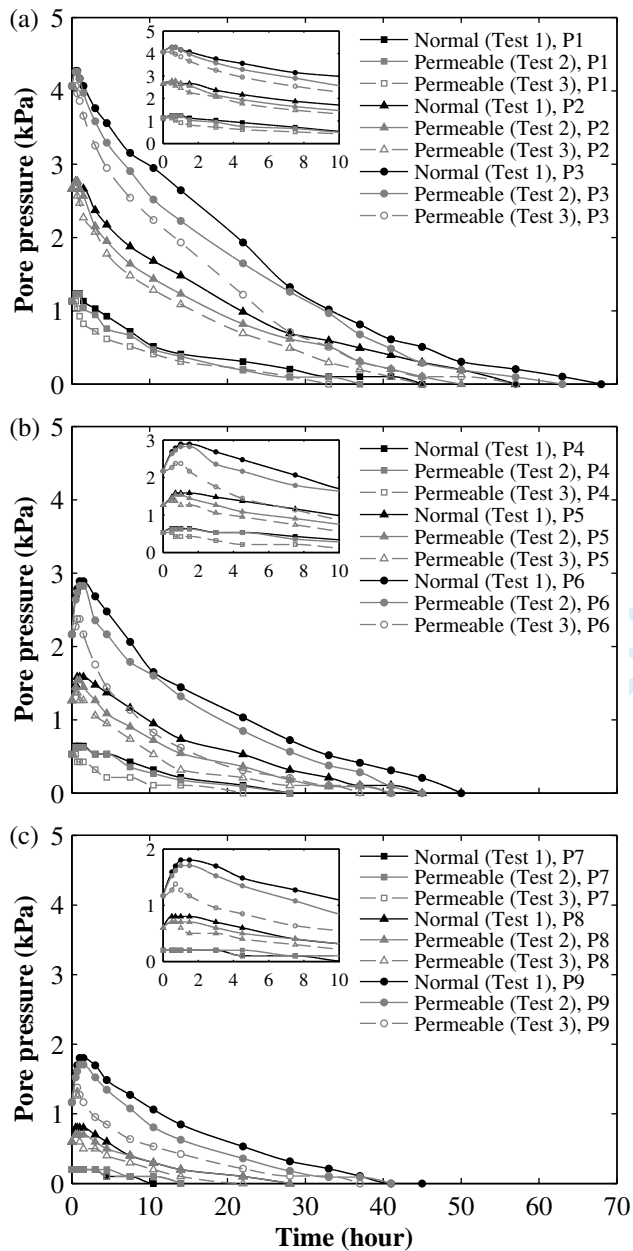 (a)
Pore pressure (kPa)
5
4
3
2
1
0
5
4
3
2
1
0
0 2 4 6 8 10
Normal (Test 1), P1
Permeable (Test 2), P1
Permeable (Test 3), P1
Normal (Test 1), P2
Permeable (Test 2), P2
Permeable (Test 3), P2
Normal (Test 1), P3
Permeable (Test 2), P3
Permeable (Test 3), P3
(b)
Pore pressure (kPa)
5
4
3
2
1
0
3
2
1
0
0 2 4 6 8 10
Normal (Test 1), P4
Permeable (Test 2), P4
Permeable (Test 3), P4
Normal (Test 1), P5
Permeable (Test 2), P5
Permeable (Test 3), P5
Normal (Test 1), P6
Permeable (Test 2), P6
Permeable (Test 3), P6
(c)
Pore pressure (kPa)
5
4
3
2
1
0
2
1
0
0 2 4 6 8 10
Normal (Test 1), P7
Permeable (Test 2), P7
Permeable (Test 3), P7
Normal (Test 1), P8
Permeable (Test 2), P8
Permeable (Test 3), P8
Normal (Test 1), P9
Permeable (Test 2), P9
Permeable (Test 3), P9
0 10 20 30 40 50 60 70
Time (hour)